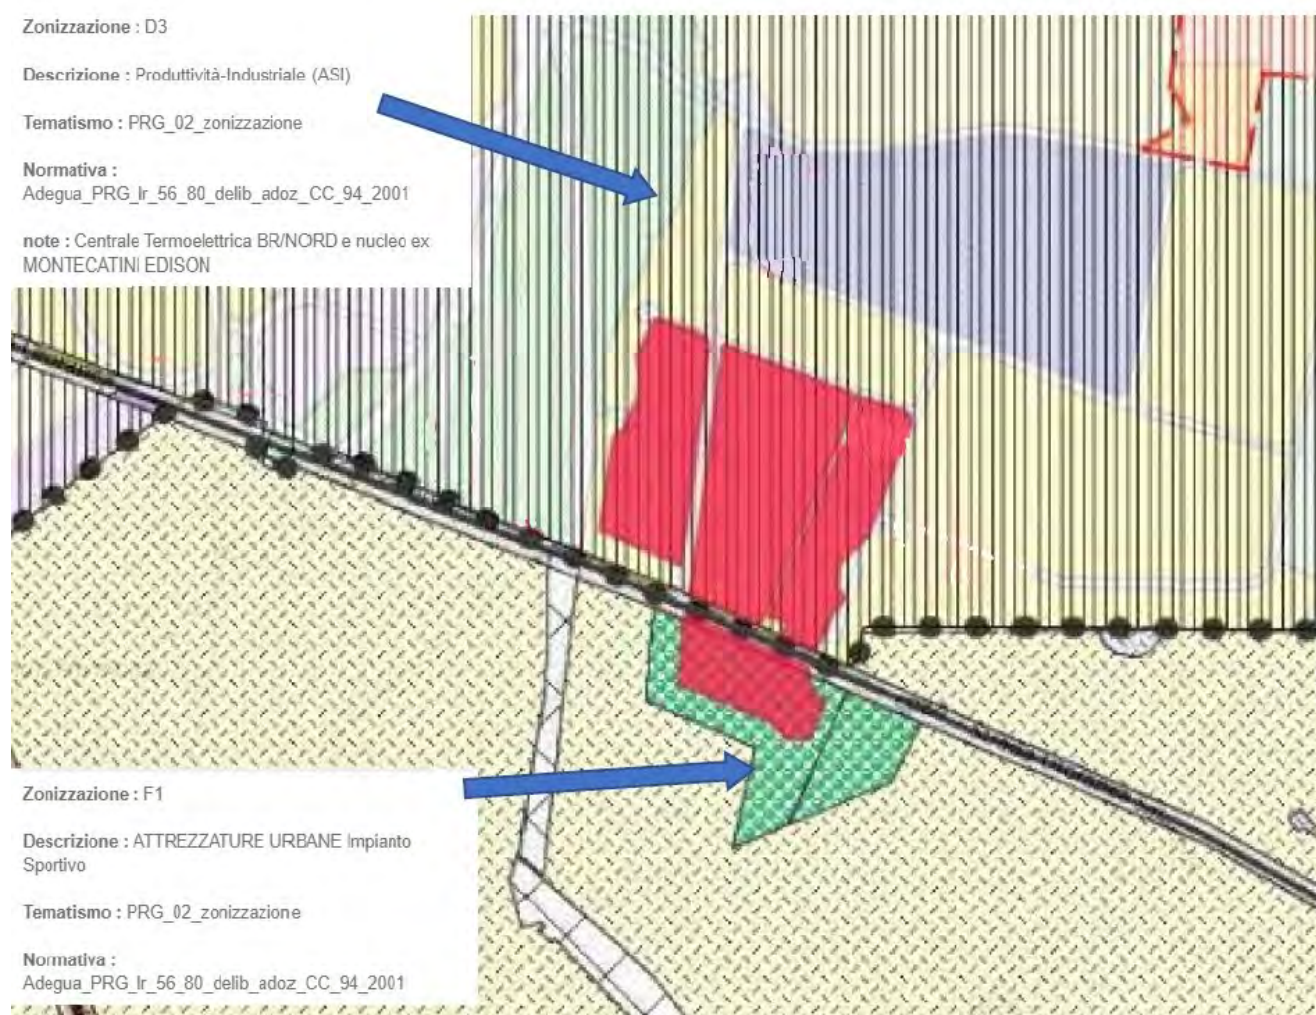 Zonizzazione : D3
Descrizione : Produttività-Industriale (ASI)
Tematismo : PRG_02_zonizzazione
Normativa :
Adegua_PRG_lr_56_80_delib_adoz_CC_94_2001
note : Centrale Termoelettrica BR/NORD e nucleo ex
MONTECATINI EDISON
Zonizzazione : F1
Descrizione : ATTREZZATURE URBANE Impianto
Sportivo
Tematismo : PRG_02_zonizzazione
Normativa :
Adegua_PRG_lr_56_80_delib_adoz_CC_94_2001